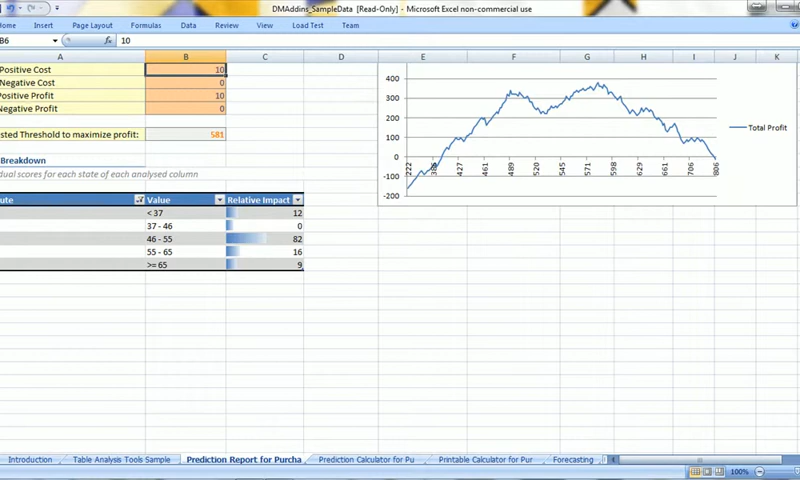 DMAddins_SampleData [Read-Only] - Microsoft Excel non-commercial use
Home Insert Page Layout Formulas Data Review View Load Test Team
B6 fx 10
A B C D E F G H I J K
Positive Cost 10
Negative Cost 0
Positive Profit 10
Negative Profit 0
ested Threshold to maximize profit: 581
Breakdown
dual scores for each state of each analysed column
ute Value Relative Impact
< 37 12
37 - 46 0
46 - 55 82
55 - 65 16
>= 65 9
400
300
200
100
0
-100
-200
222 427 461 489 519 545 571 598 629 661 706 748 806
Total Profit
Introduction Table Analysis Tools Sample Prediction Report for Purcha Prediction Calculator for Pu Printable Calculator for Pur Forecasting
100%